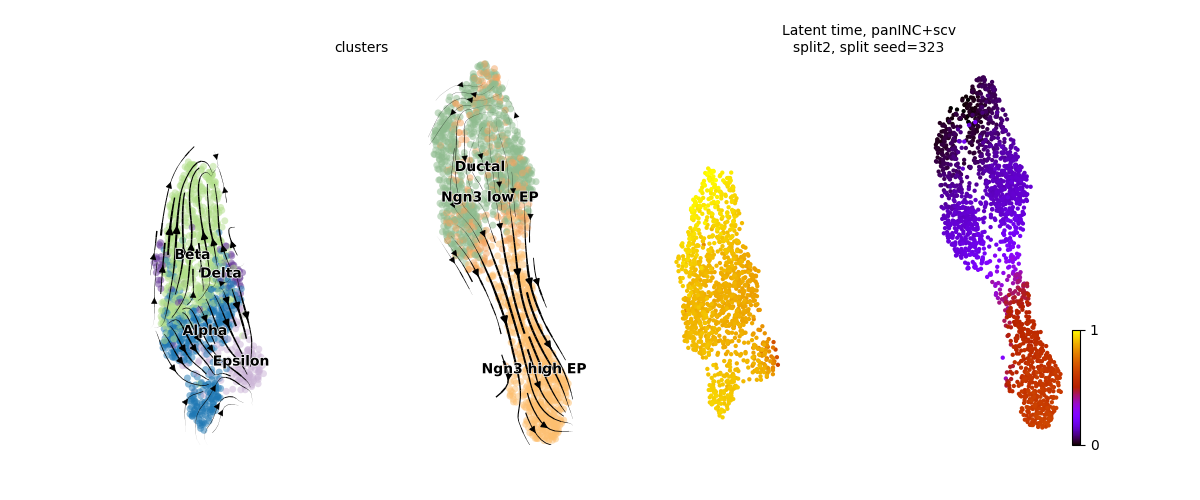 clusters
Ductal
Ngn3 low EP
Beta
Delta
Alpha
Epsilon
Ngn3 high EP
Latent time, panINC+scv
split2, split seed=323
1
0